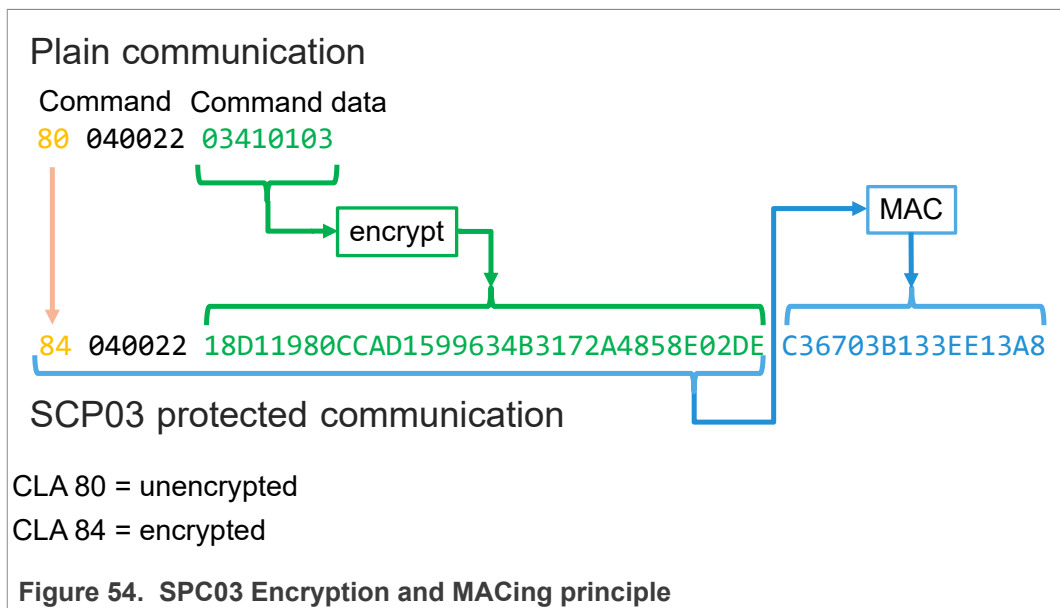 Plain communication
Command Command data
80 040022 03410103
MAC
encrypt
84 040022 18D11980CCAD1599634B3172A4858E02DE C36703B133EE13A8
SCP03 protected communication
CLA 80 = unencrypted
CLA 84 = encrypted
Figure 54. SPC03 Encryption and MACing principle